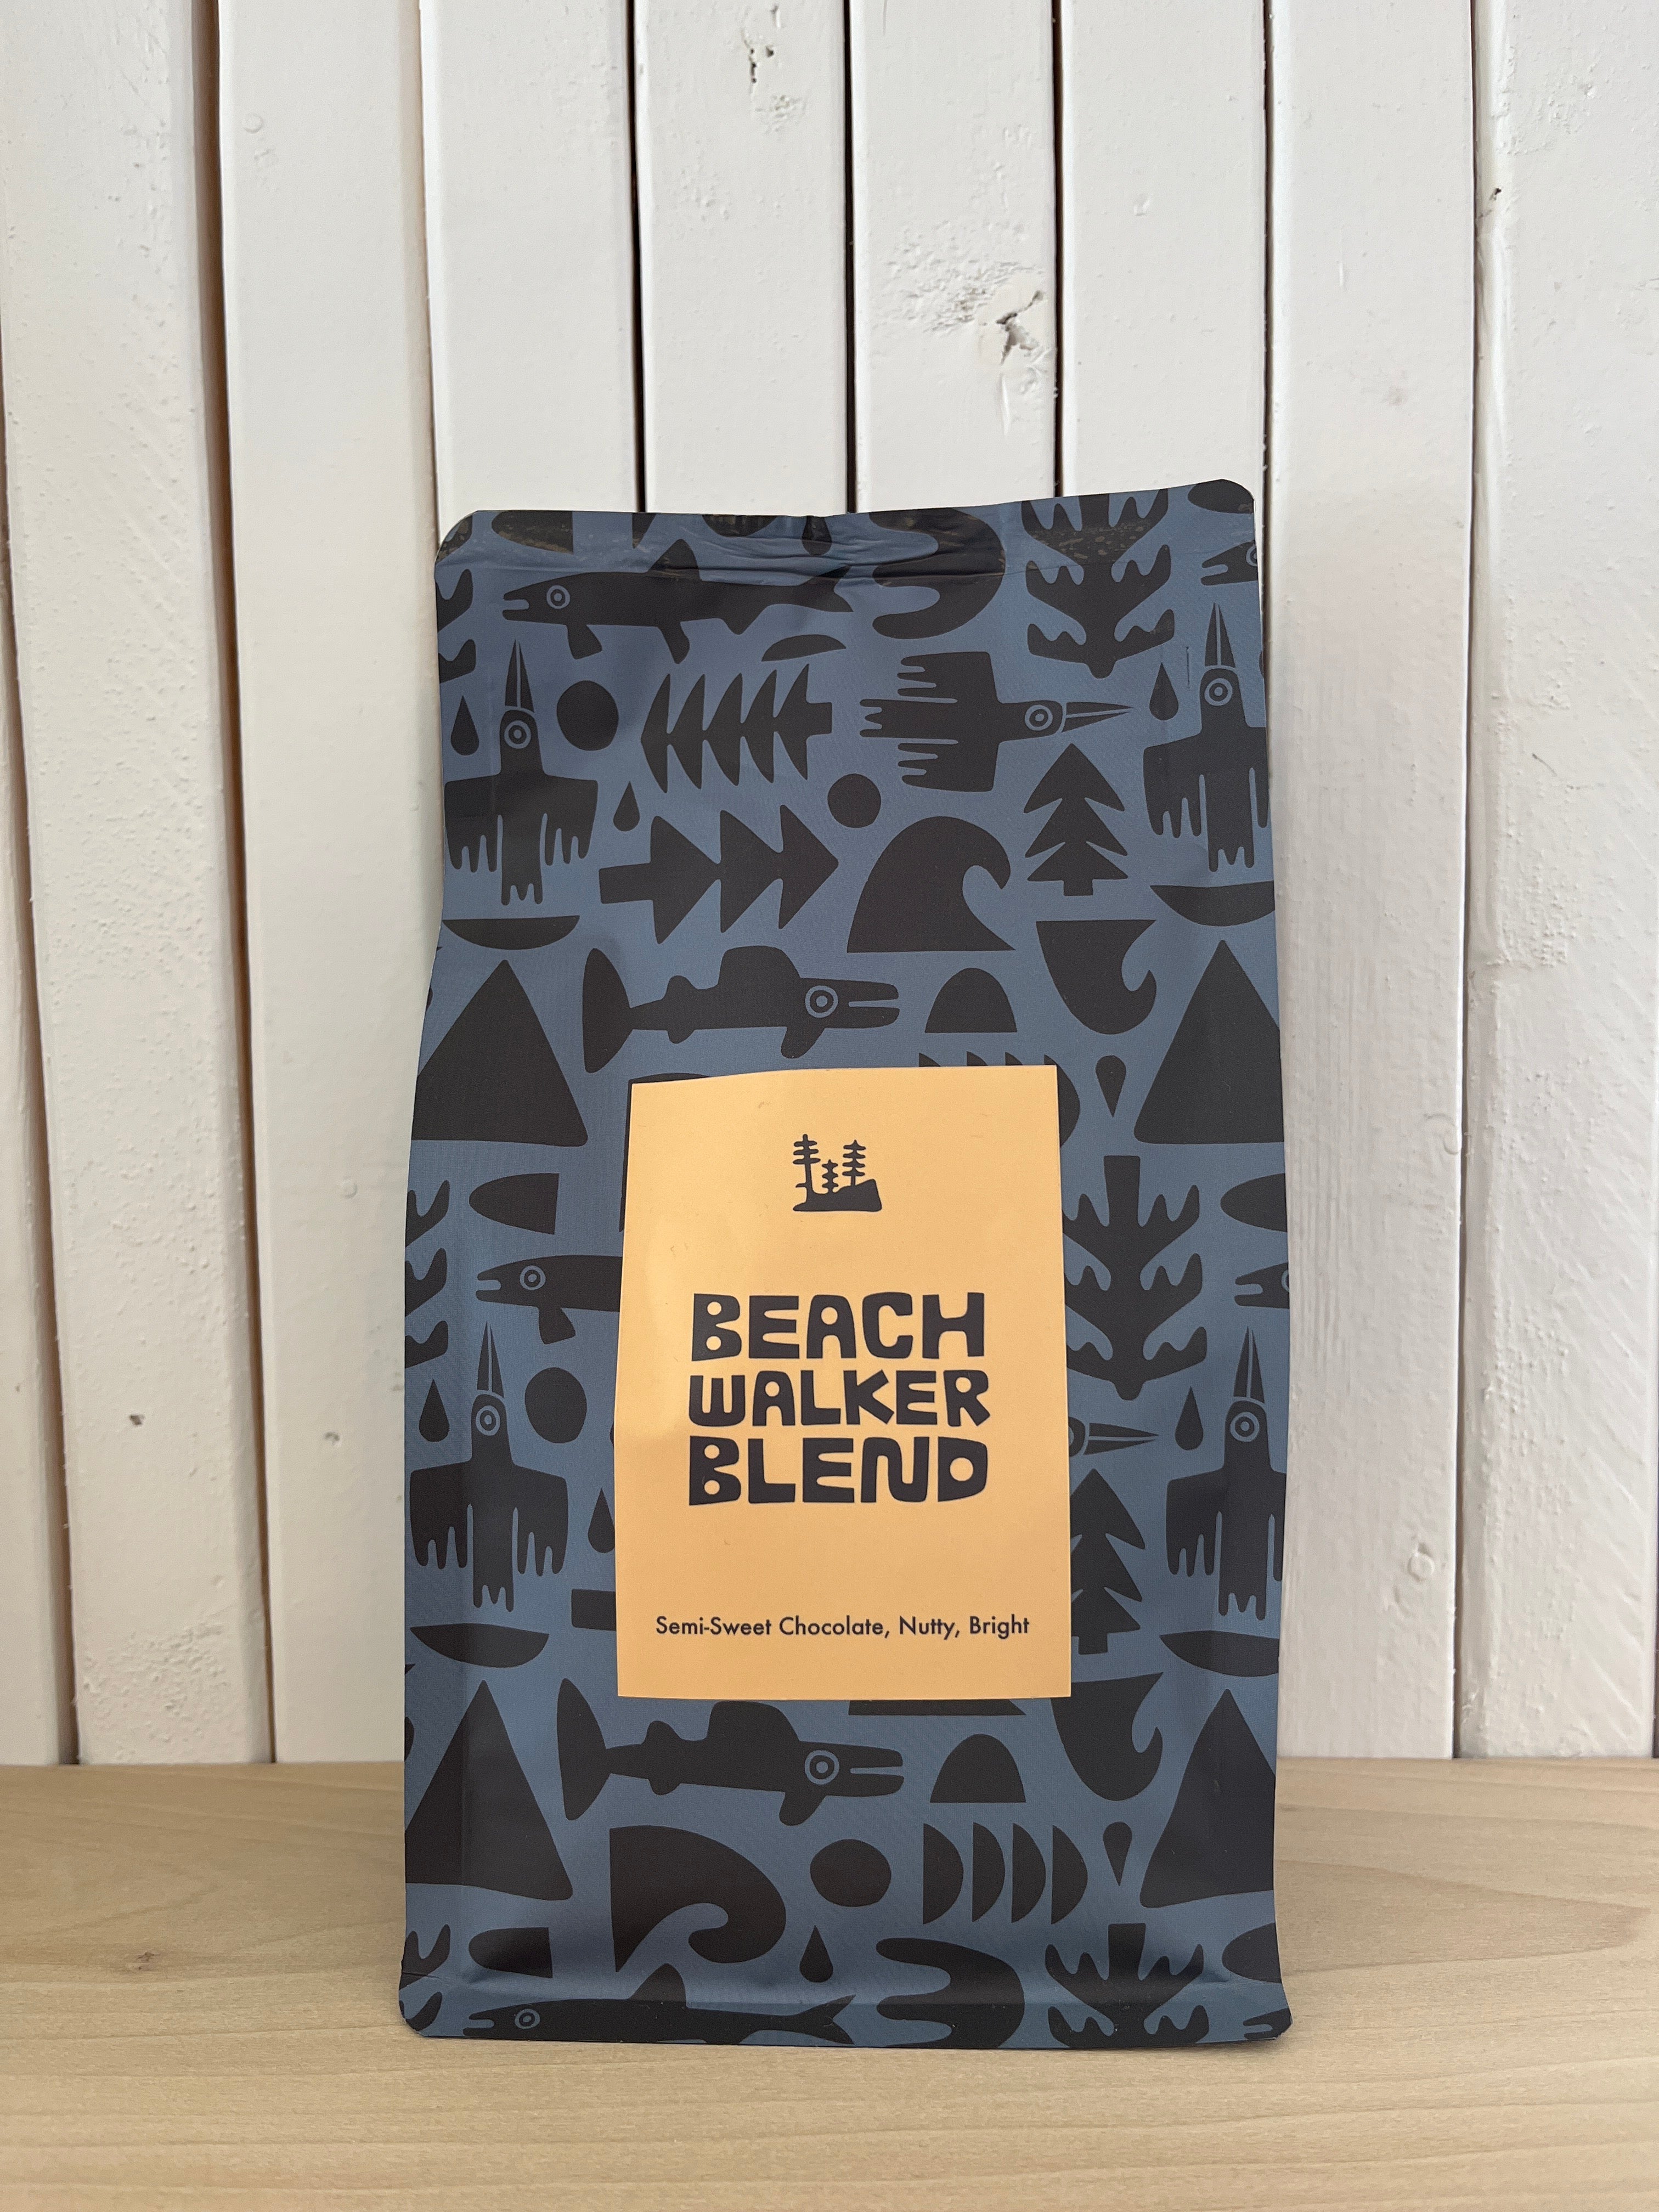 BEACH
WALKER
BLEND
Semi-Sweet Chocolate, Nutty, Bright